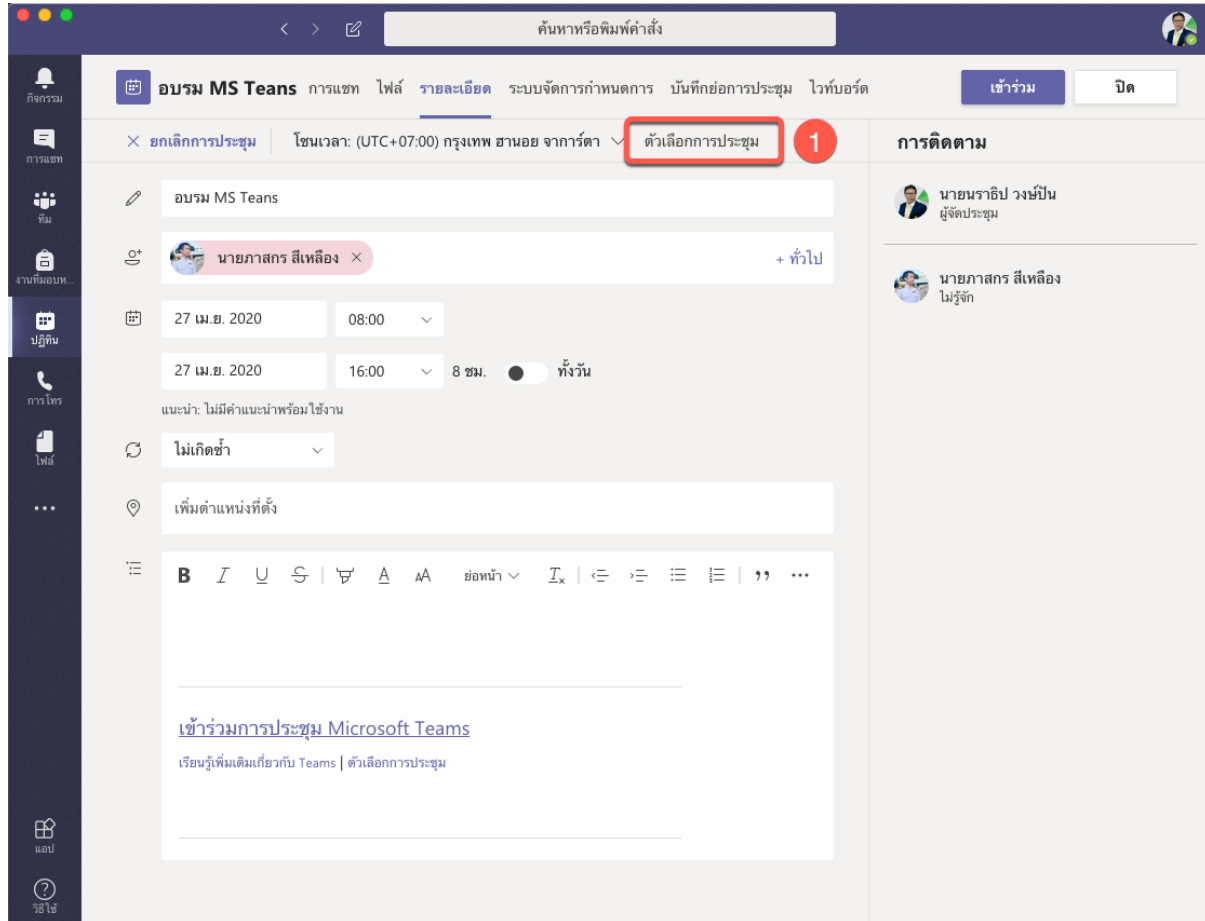 ค้นหาหรือพิมพ์คำสั่ง
อบรม MS Teams การแชท ไฟล์ รายละเอียด ระบบจัดการกำหนดการ บันทึกย่อการประชุม ไวท์บอร์ด เข้าร่วม ปิด
ยกเลิกการประชุม โซนเวลา: (UTC+07:00) กรุงเทพ ฮานอย จาการ์ตา ตัวเลือกการประชุม 1
กิจกรรม
การแชท
ทีม
งานที่มอบห...
ปฏิทิน
การโทร
ไฟล์
แอป
วิธีใช้
อบรม MS Teams
นายภาสกร สีเหลือง + ทั่วไป
27 เม.ย. 2020 08:00
27 เม.ย. 2020 16:00 8 ชม. ทั้งวัน
แนะนำ: ไม่มีคำแนะนำพร้อมใช้งาน
ไม่เกิดซ้ำ
เพิ่มตำแหน่งที่ตั้ง
B I U S A AA ย่อหน้า
เข้าร่วมการประชุม Microsoft Teams
เรียนรู้เพิ่มเติมเกี่ยวกับ Teams | ตัวเลือกการประชุม
การติดตาม
นายนราธิป วงษ์ปัน
ผู้จัดประชุม
นายภาสกร สีเหลือง
ไม่รู้จัก